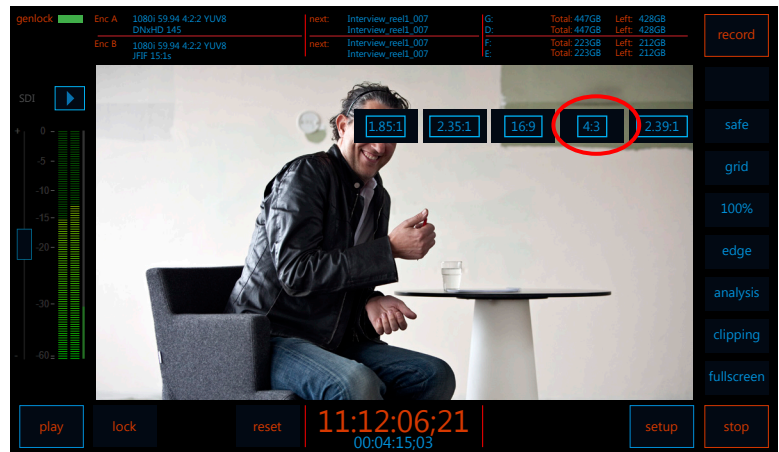 genlock
Enc A 1080i 59.94 4:2:2 YUV8
DNxHD 145
next: Interview_reel1_007
Interview_reel1_007
G: Total: 447GB Left: 428GB
D: Total: 447GB Left: 428GB
Enc B 1080i 59.94 4:2:2 YUV8
JFIF 15:1s
next: Interview_reel1_007
Interview_reel1_007
F: Total: 223GB Left: 212GB
E: Total: 223GB Left: 212GB
record
SDI
1.85:1 2.35:1 16:9 4:3 2.39:1
safe
grid
100%
edge
analysis
clipping
fullscreen
+ 0 -
-5 -
-10 -
-15 -
-20 -
-30 -
- -60 -
play lock reset
11:12:06;21
00:04:15;03
setup stop